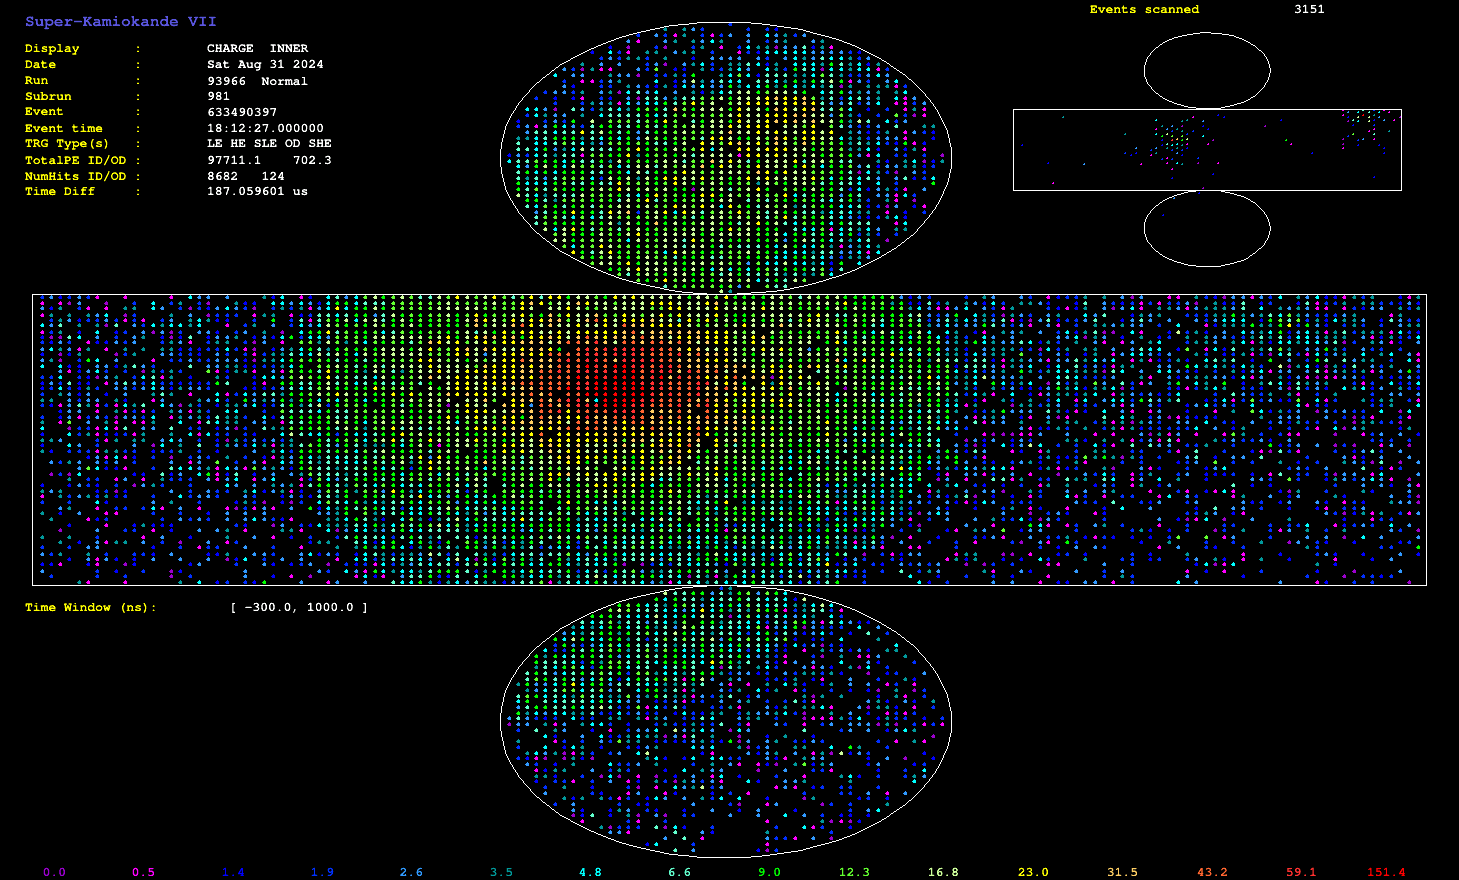 Super-Kamiokande VII
Events scanned 3151
Display : CHARGE INNER
Date : Sat Aug 31 2024
Run : 93966 Normal
Subrun : 981
Event : 633490397
Event time : 18:12:27.000000
TRG Type(s) : LE HE SLE OD SHE
TotalPE ID/OD : 97711.1 702.3
NumHits ID/OD : 8682 124
Time Diff : 187.059601 us
Time Window (ns): [ -300.0, 1000.0 ]
0.0 0.5 1.4 1.9 2.6 3.5 4.8 6.6 9.0 12.3 16.8 23.0 31.5 43.2 59.1 151.4